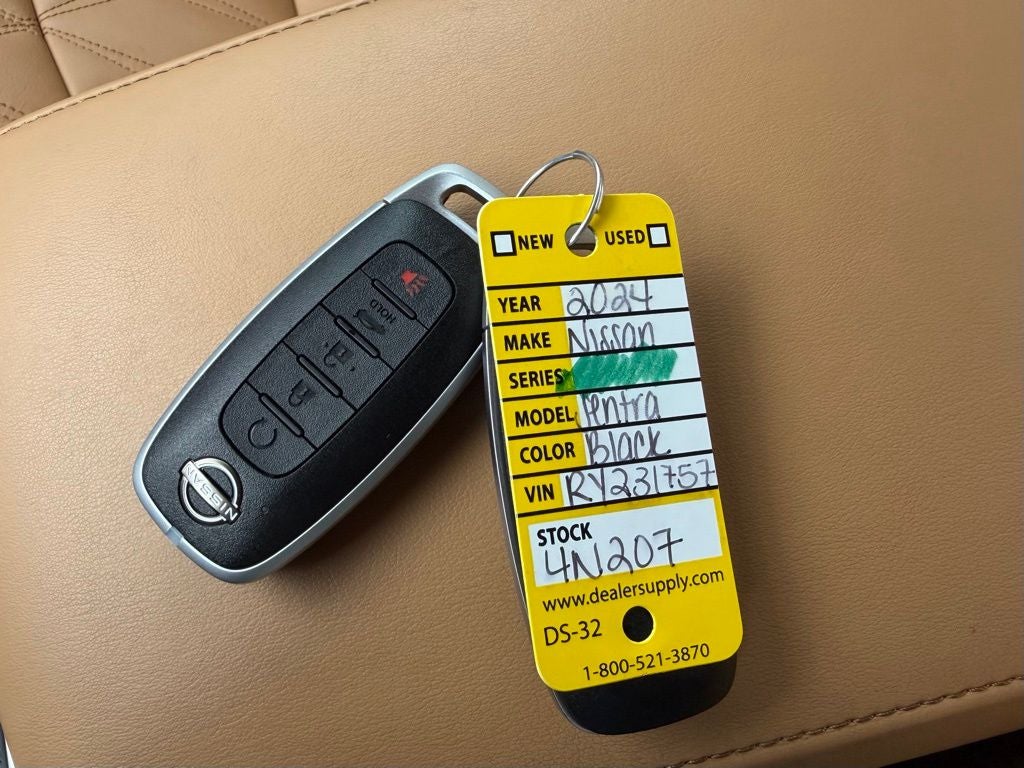 HOLD
NISSAN
NEW USED
YEAR 2024
MAKE Nissan
SERIES
MODEL Sentra
COLOR Black
VIN RY231757
STOCK
4N207
www.dealersupply.com
DS-32
1-800-521-3870